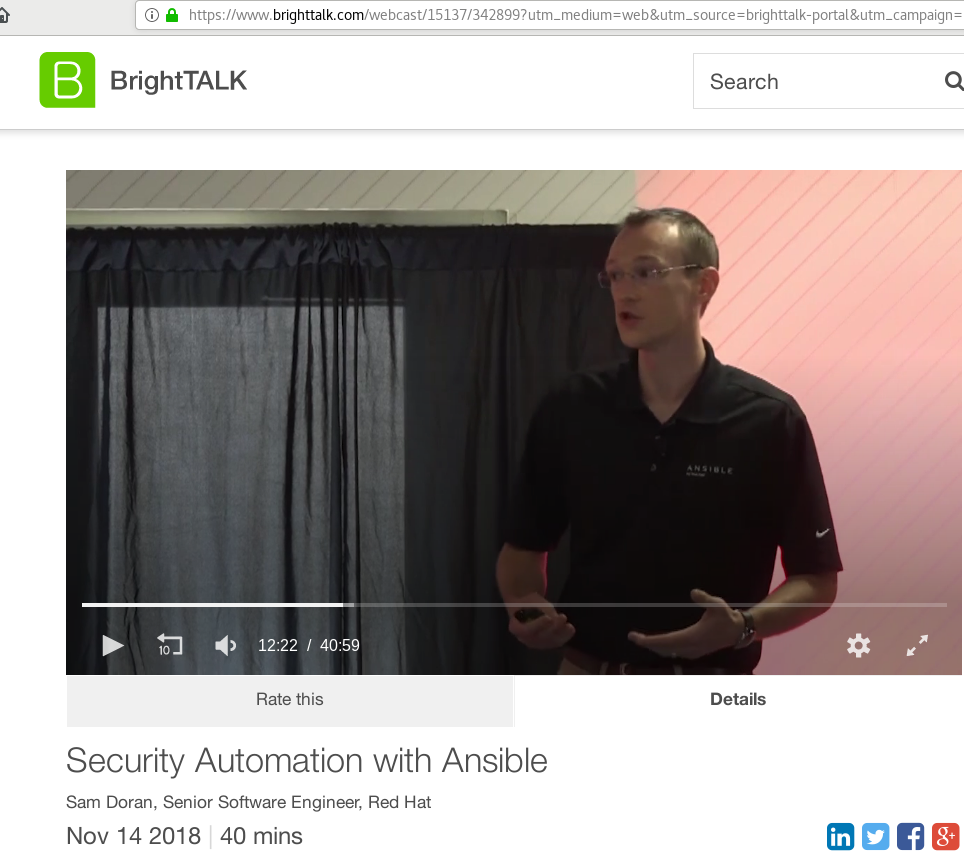 https://www.brighttalk.com/webcast/15137/342899?utm_medium=web&utm_source=brighttalk-portal&utm_campaign=
B BrightTALK
Search
ANSIBLE
10
12:22 / 40:59
Rate this
Details
Security Automation with Ansible
Sam Doran, Senior Software Engineer, Red Hat
Nov 14 2018 | 40 mins
in
f
g+